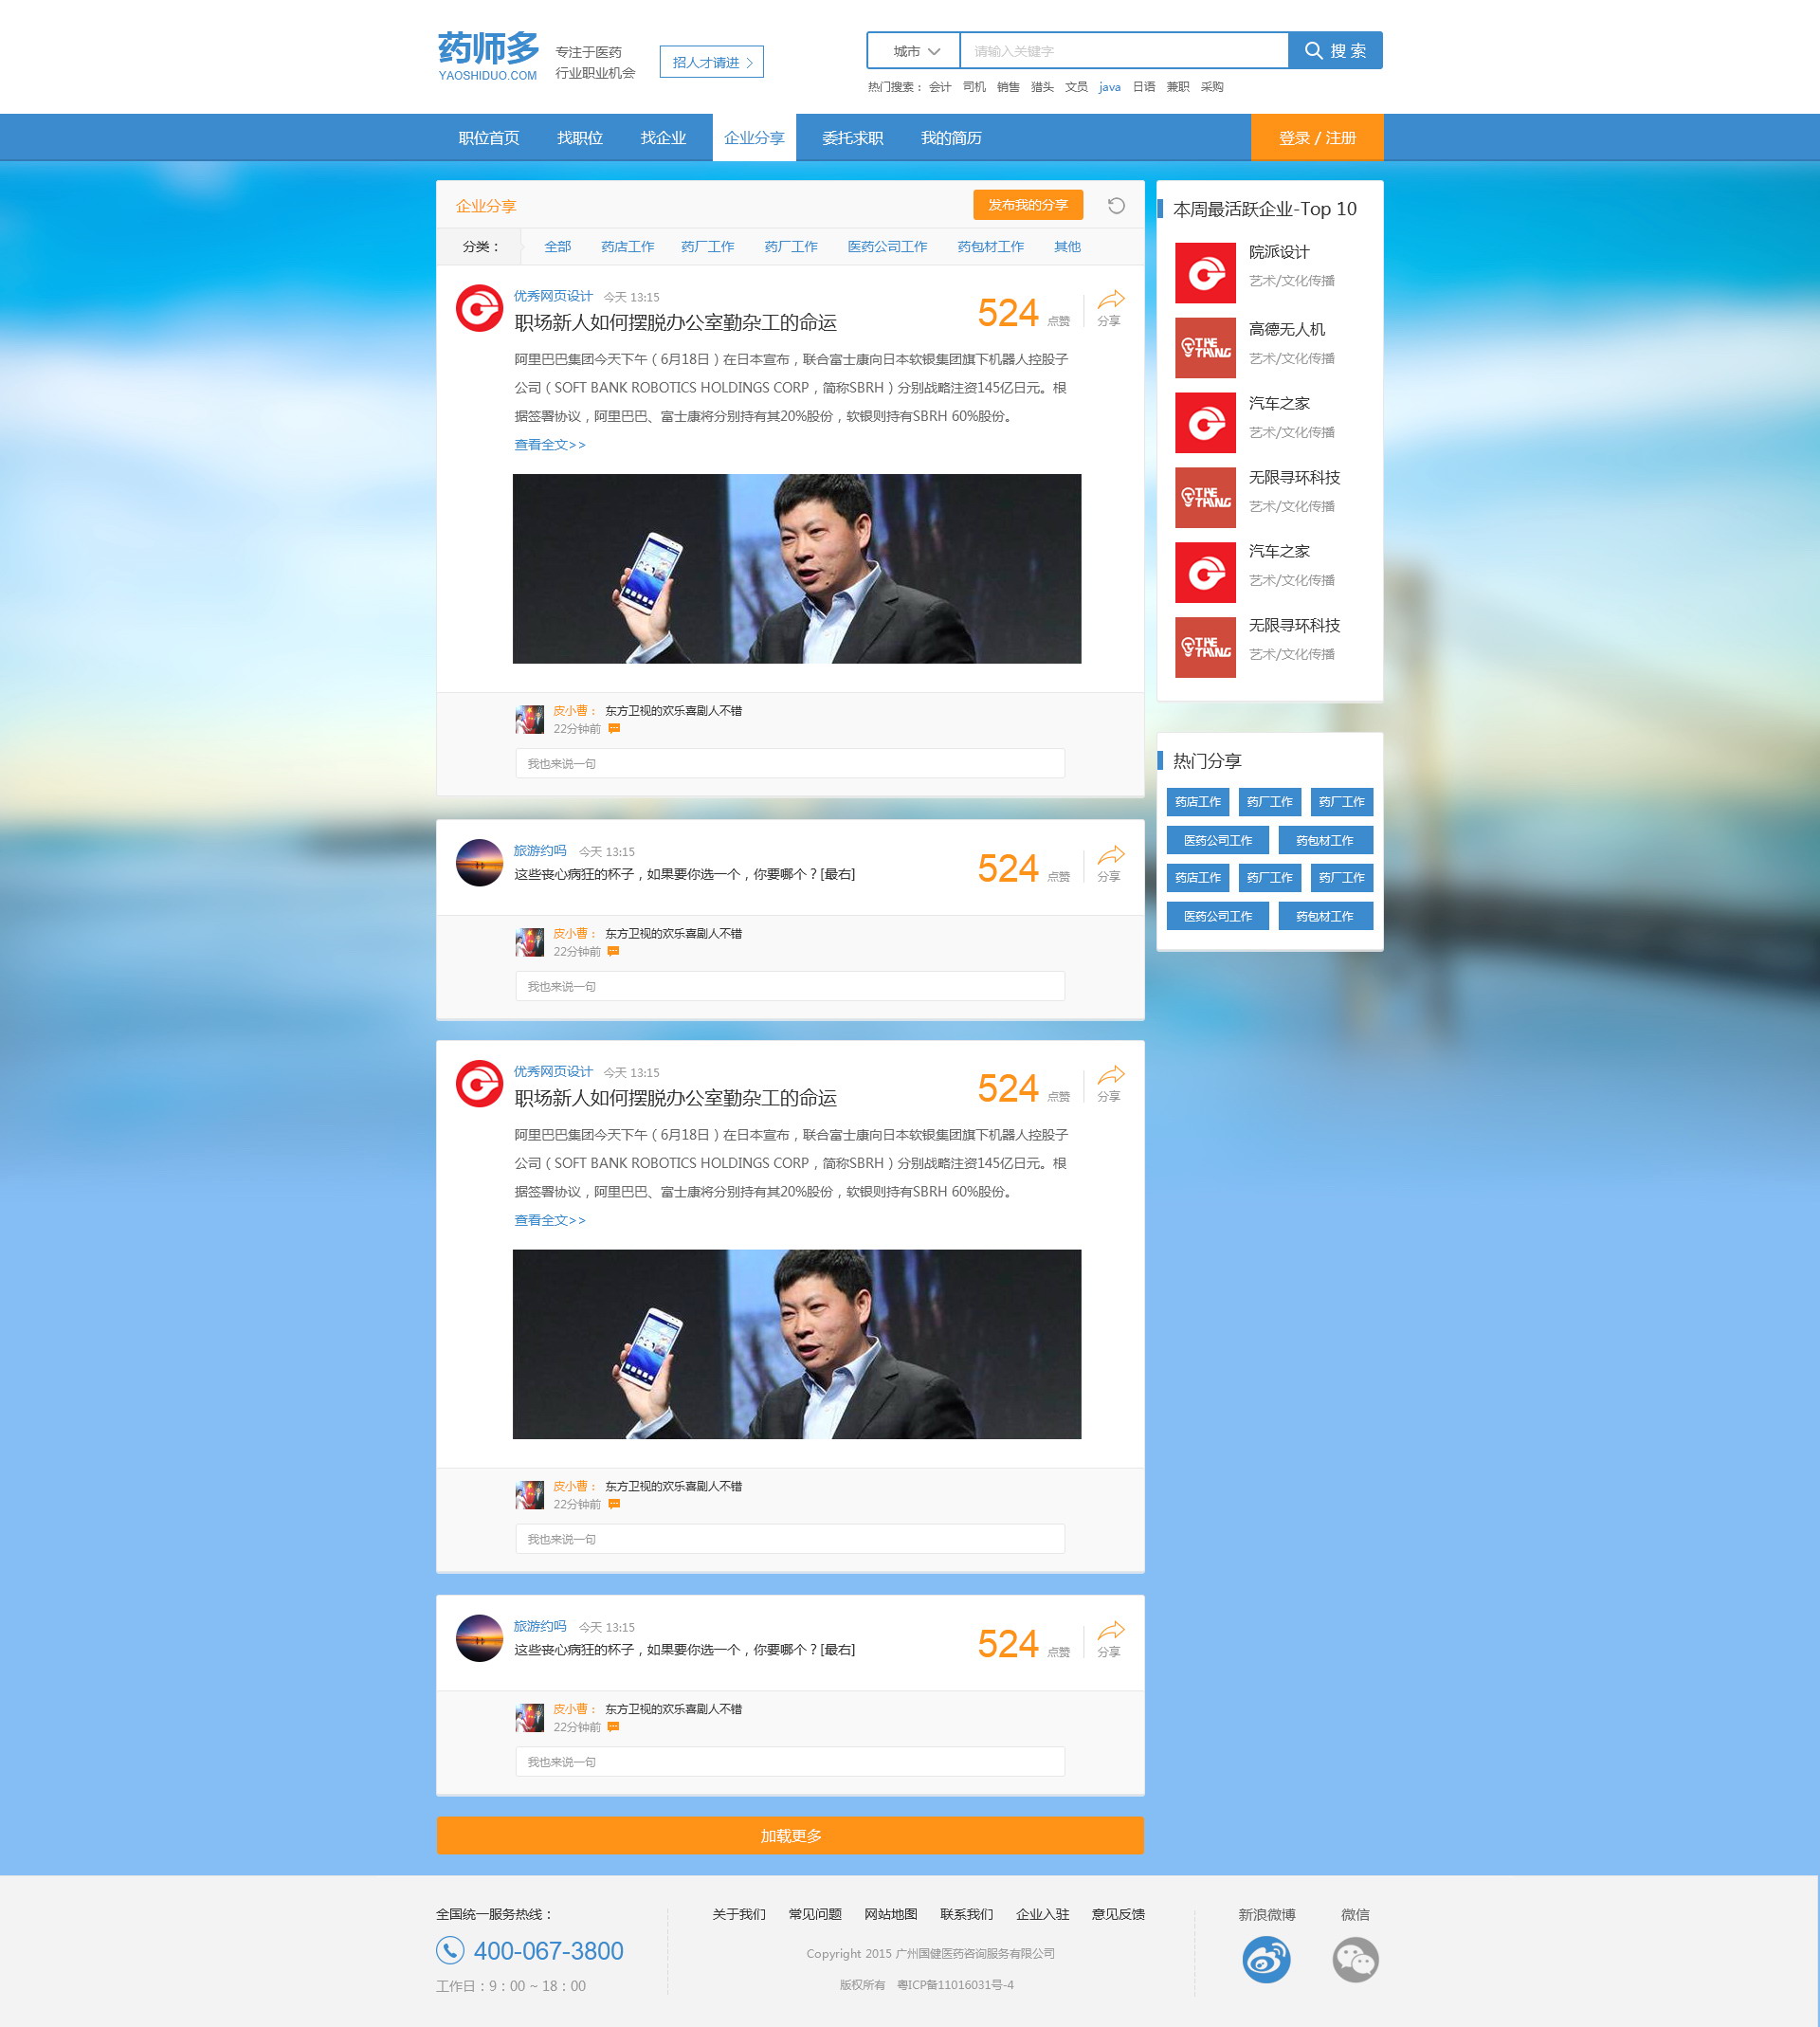 药师多
YAOSHIDUO.COM
专注于医药
行业职业机会
招人才请进
城市
请输入关键字
搜 索
热门搜索： 会计 司机 销售 猎头 文员 java 日语 兼职 采购
职位首页 找职位 找企业 企业分享 委托求职 我的简历 登录 / 注册
企业分享 发布我的分享
分类： 全部 药店工作 药厂工作 药厂工作 医药公司工作 药包材工作 其他
优秀网页设计 今天 13:15
职场新人如何摆脱办公室勤杂工的命运
524 点赞 分享
阿里巴巴集团今天下午（6月18日）在日本宣布，联合富士康向日本软银集团旗下机器人控股子
公司（SOFT BANK ROBOTICS HOLDINGS CORP，简称SBRH）分别战略注资145亿日元。根
据签署协议，阿里巴巴、富士康将分别持有其20%股份，软银则持有SBRH 60%股份。
查看全文>>
皮小曹： 东方卫视的欢乐喜剧人不错
22分钟前
我也来说一句
旅游约吗 今天 13:15
这些丧心病狂的杯子，如果要你选一个，你要哪个？[最右]
524 点赞 分享
皮小曹： 东方卫视的欢乐喜剧人不错
22分钟前
我也来说一句
优秀网页设计 今天 13:15
职场新人如何摆脱办公室勤杂工的命运
524 点赞 分享
阿里巴巴集团今天下午（6月18日）在日本宣布，联合富士康向日本软银集团旗下机器人控股子
公司（SOFT BANK ROBOTICS HOLDINGS CORP，简称SBRH）分别战略注资145亿日元。根
据签署协议，阿里巴巴、富士康将分别持有其20%股份，软银则持有SBRH 60%股份。
查看全文>>
皮小曹： 东方卫视的欢乐喜剧人不错
22分钟前
我也来说一句
旅游约吗 今天 13:15
这些丧心病狂的杯子，如果要你选一个，你要哪个？[最右]
524 点赞 分享
皮小曹： 东方卫视的欢乐喜剧人不错
22分钟前
我也来说一句
加载更多
本周最活跃企业-Top 10
院派设计
艺术/文化传播
THE THING
高德无人机
艺术/文化传播
汽车之家
艺术/文化传播
THE THING
无限寻环科技
艺术/文化传播
汽车之家
艺术/文化传播
THE THING
无限寻环科技
艺术/文化传播
热门分享
药店工作 药厂工作 药厂工作
医药公司工作 药包材工作
药店工作 药厂工作 药厂工作
医药公司工作 药包材工作
全国统一服务热线：
400-067-3800
工作日：9：00 ~ 18：00
关于我们 常见问题 网站地图 联系我们 企业入驻 意见反馈
Copyright 2015 广州国健医药咨询服务有限公司
版权所有 粤ICP备11016031号-4
新浪微博 微信